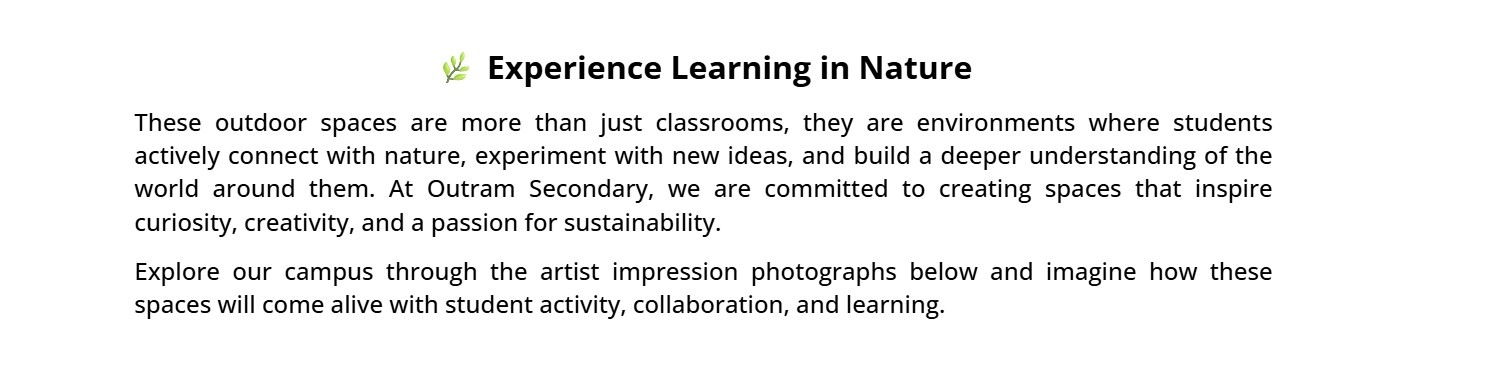 🌿 Experience Learning in Nature
These outdoor spaces are more than just classrooms, they are environments where students
actively connect with nature, experiment with new ideas, and build a deeper understanding of the
world around them. At Outram Secondary, we are committed to creating spaces that inspire
curiosity, creativity, and a passion for sustainability.
Explore our campus through the artist impression photographs below and imagine how these
spaces will come alive with student activity, collaboration, and learning.